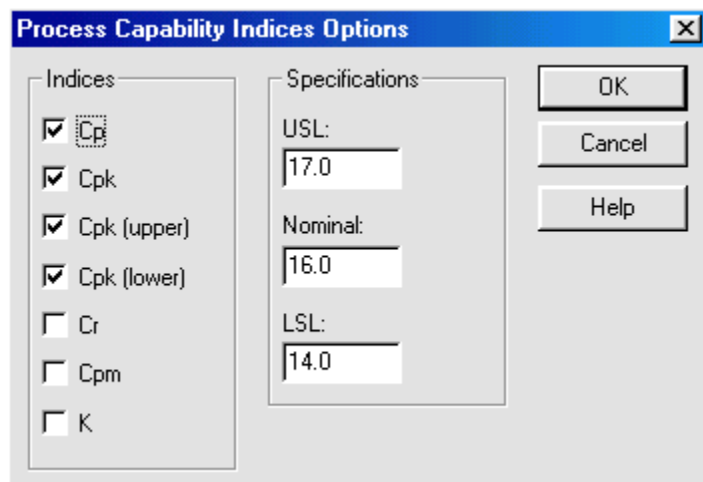 Process Capability Indices Options
Indices
Cp
Cpk
Cpk (upper)
Cpk (lower)
Cr
Cpm
K
Specifications
USL:
17.0
Nominal:
16.0
LSL:
14.0
OK
Cancel
Help